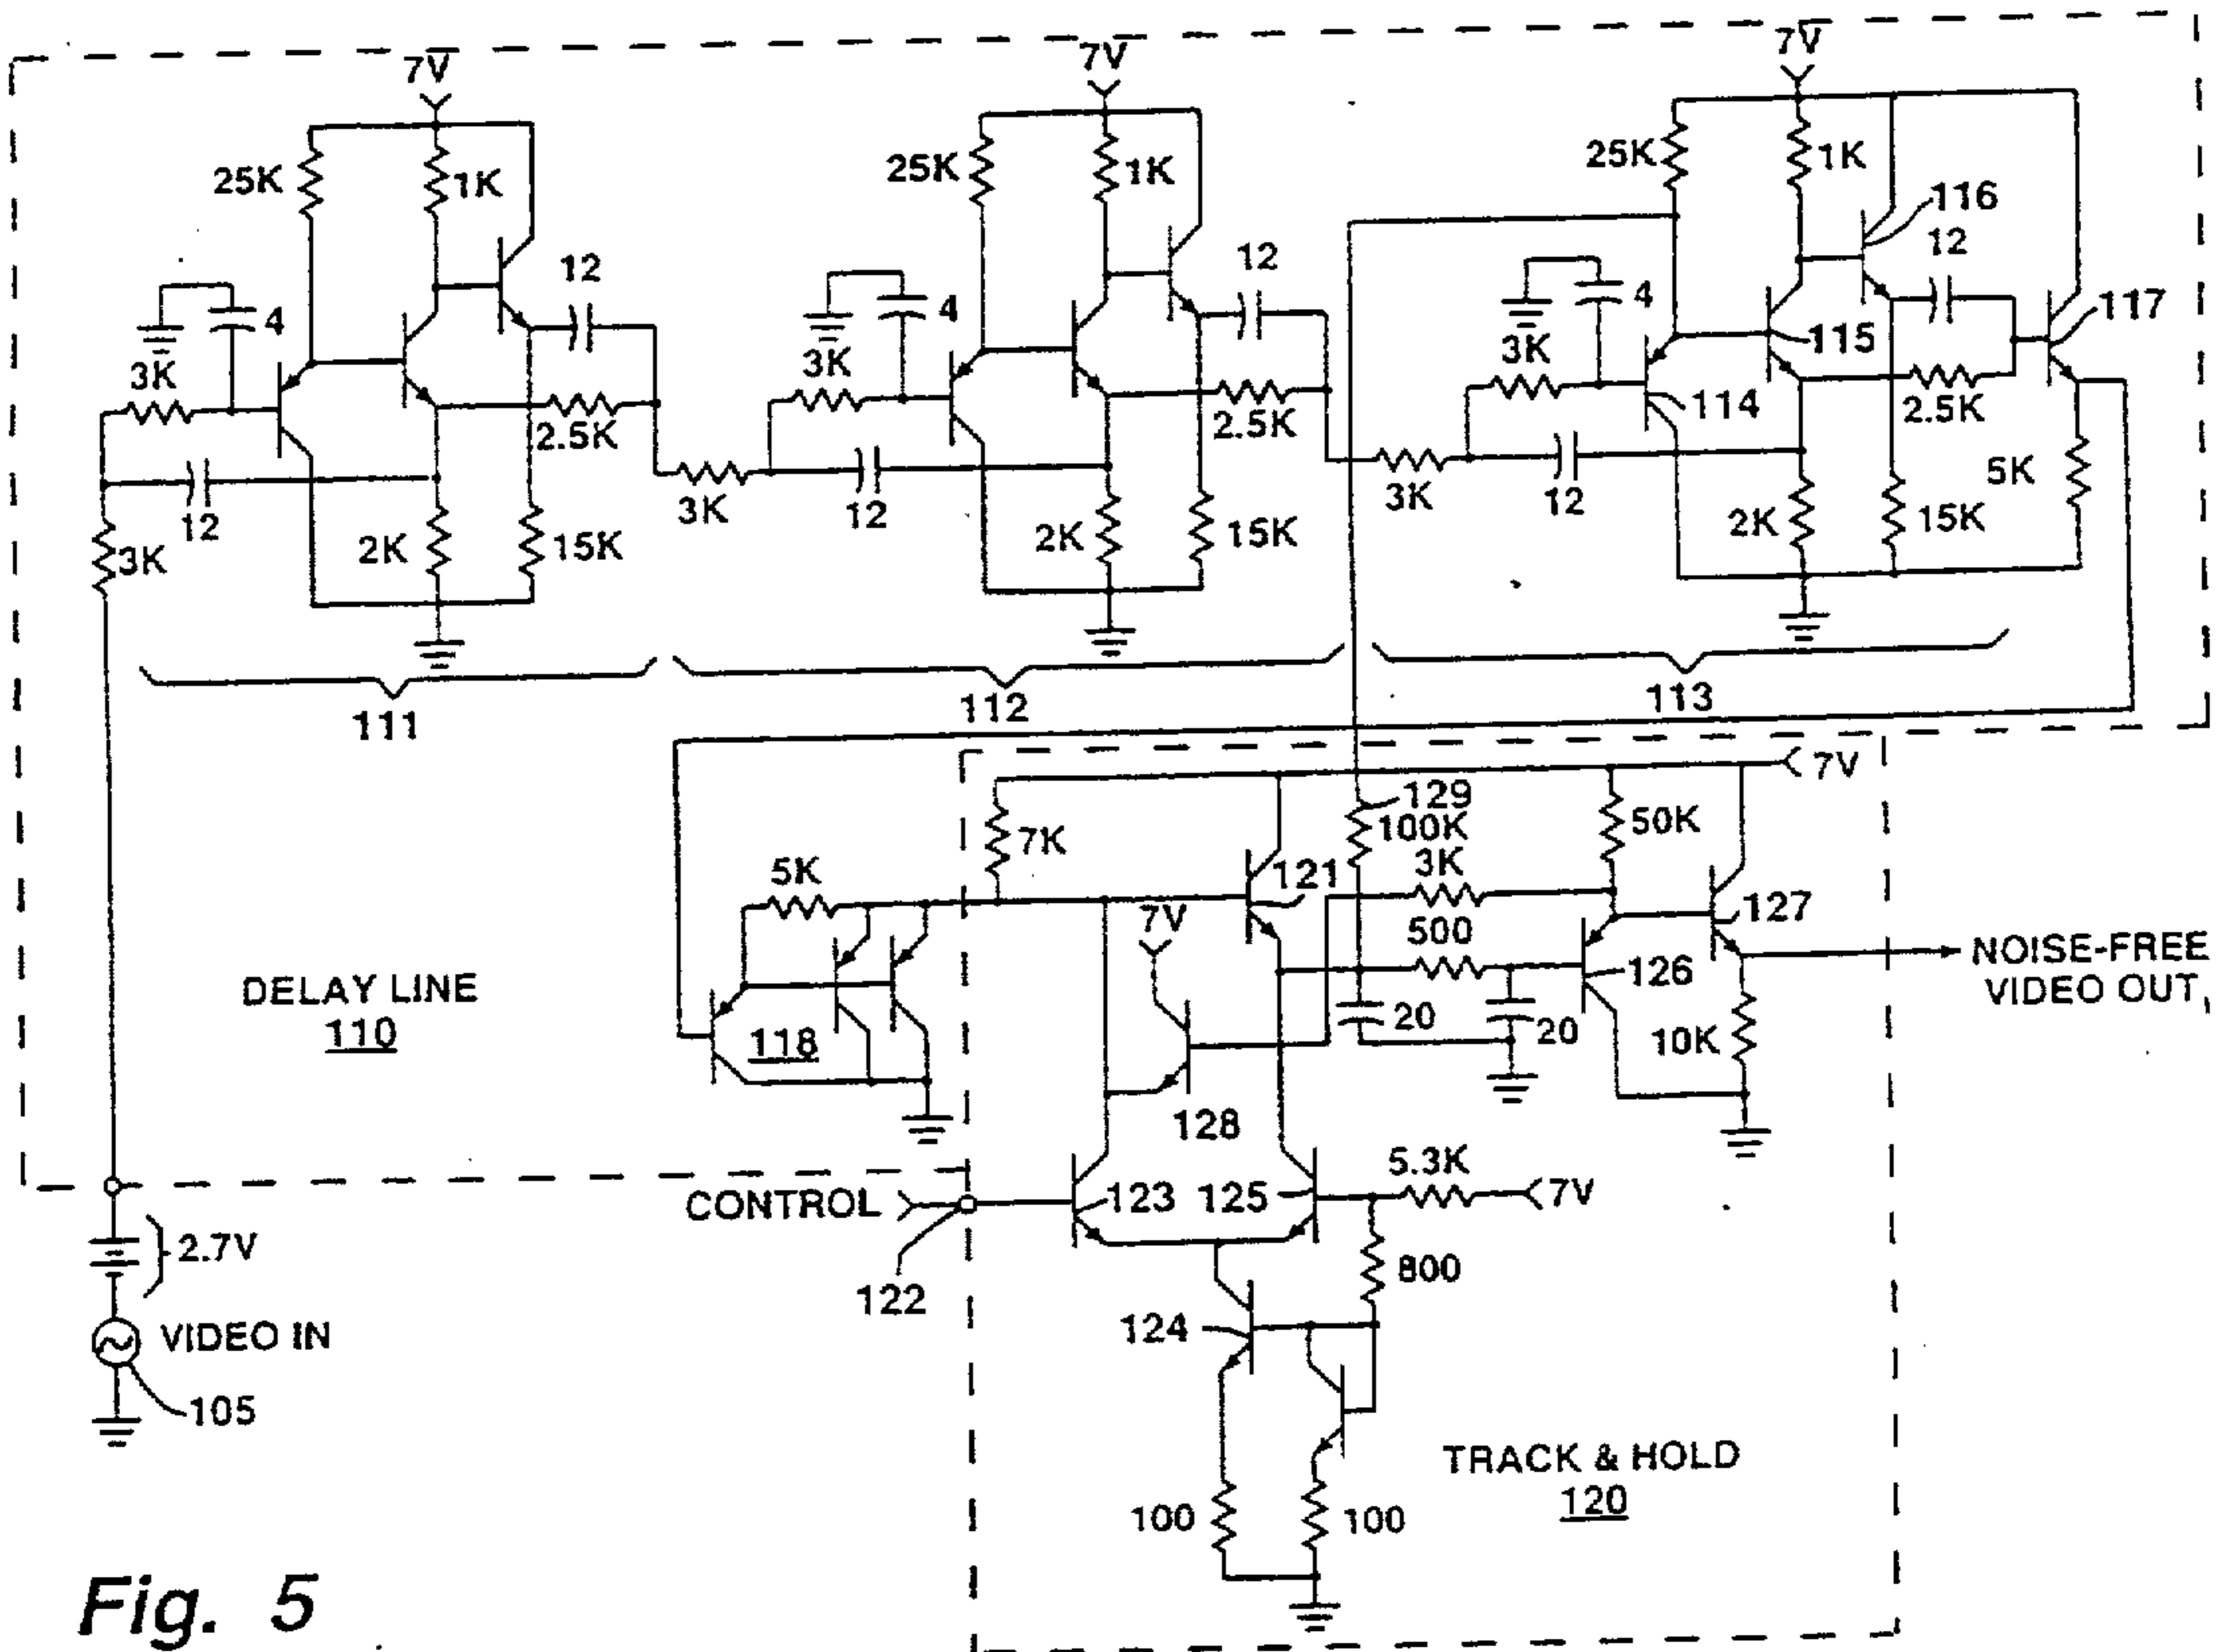 7V
7V
7V
25K
1K
25K
1K
25K
1K
116
12
12
12
4
4
4
117
3K
3K
3K
115
114
2.5K
2.5K
2.5K
12
3K
12
3K
12
3K
2K
15K
2K
15K
2K
15K
5K
111
112
113
7V
129
7K
100K
50K
5K
121
3K
7V
127
500
NOISE-FREE
VIDEO OUT
126
DELAY LINE
110
118
20
20
10K
128
5.3K
CONTROL
123
125
7V
2.7V
122
800
VIDEO IN
124
105
TRACK & HOLD
120
100
100
Fig. 5